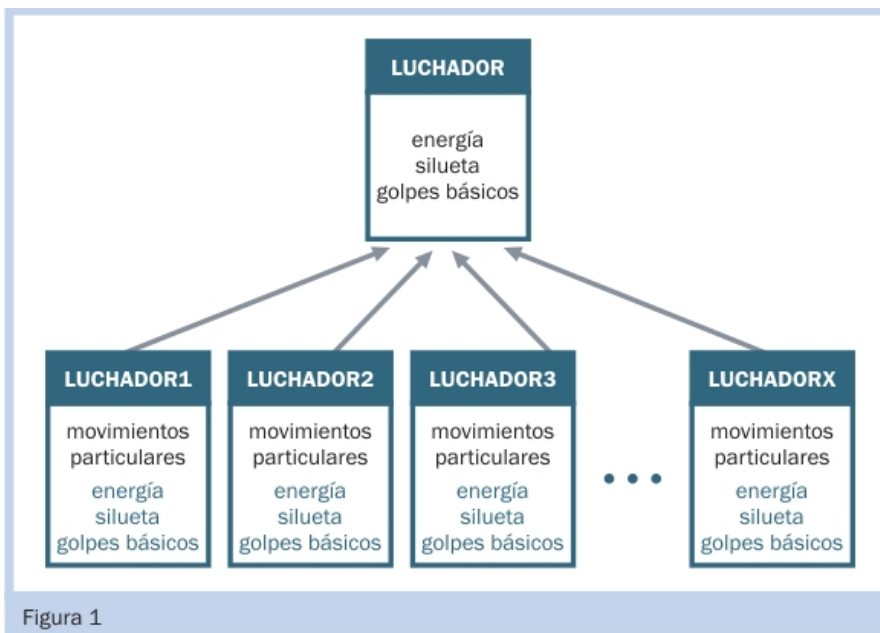 LUCHADOR
energía
silueta
golpes básicos
LUCHADOR1
movimientos
particulares
energía
silueta
golpes básicos
LUCHADOR2
movimientos
particulares
energía
silueta
golpes básicos
LUCHADOR3
movimientos
particulares
energía
silueta
golpes básicos
...
LUCHADORX
movimientos
particulares
energía
silueta
golpes básicos
Figura 1